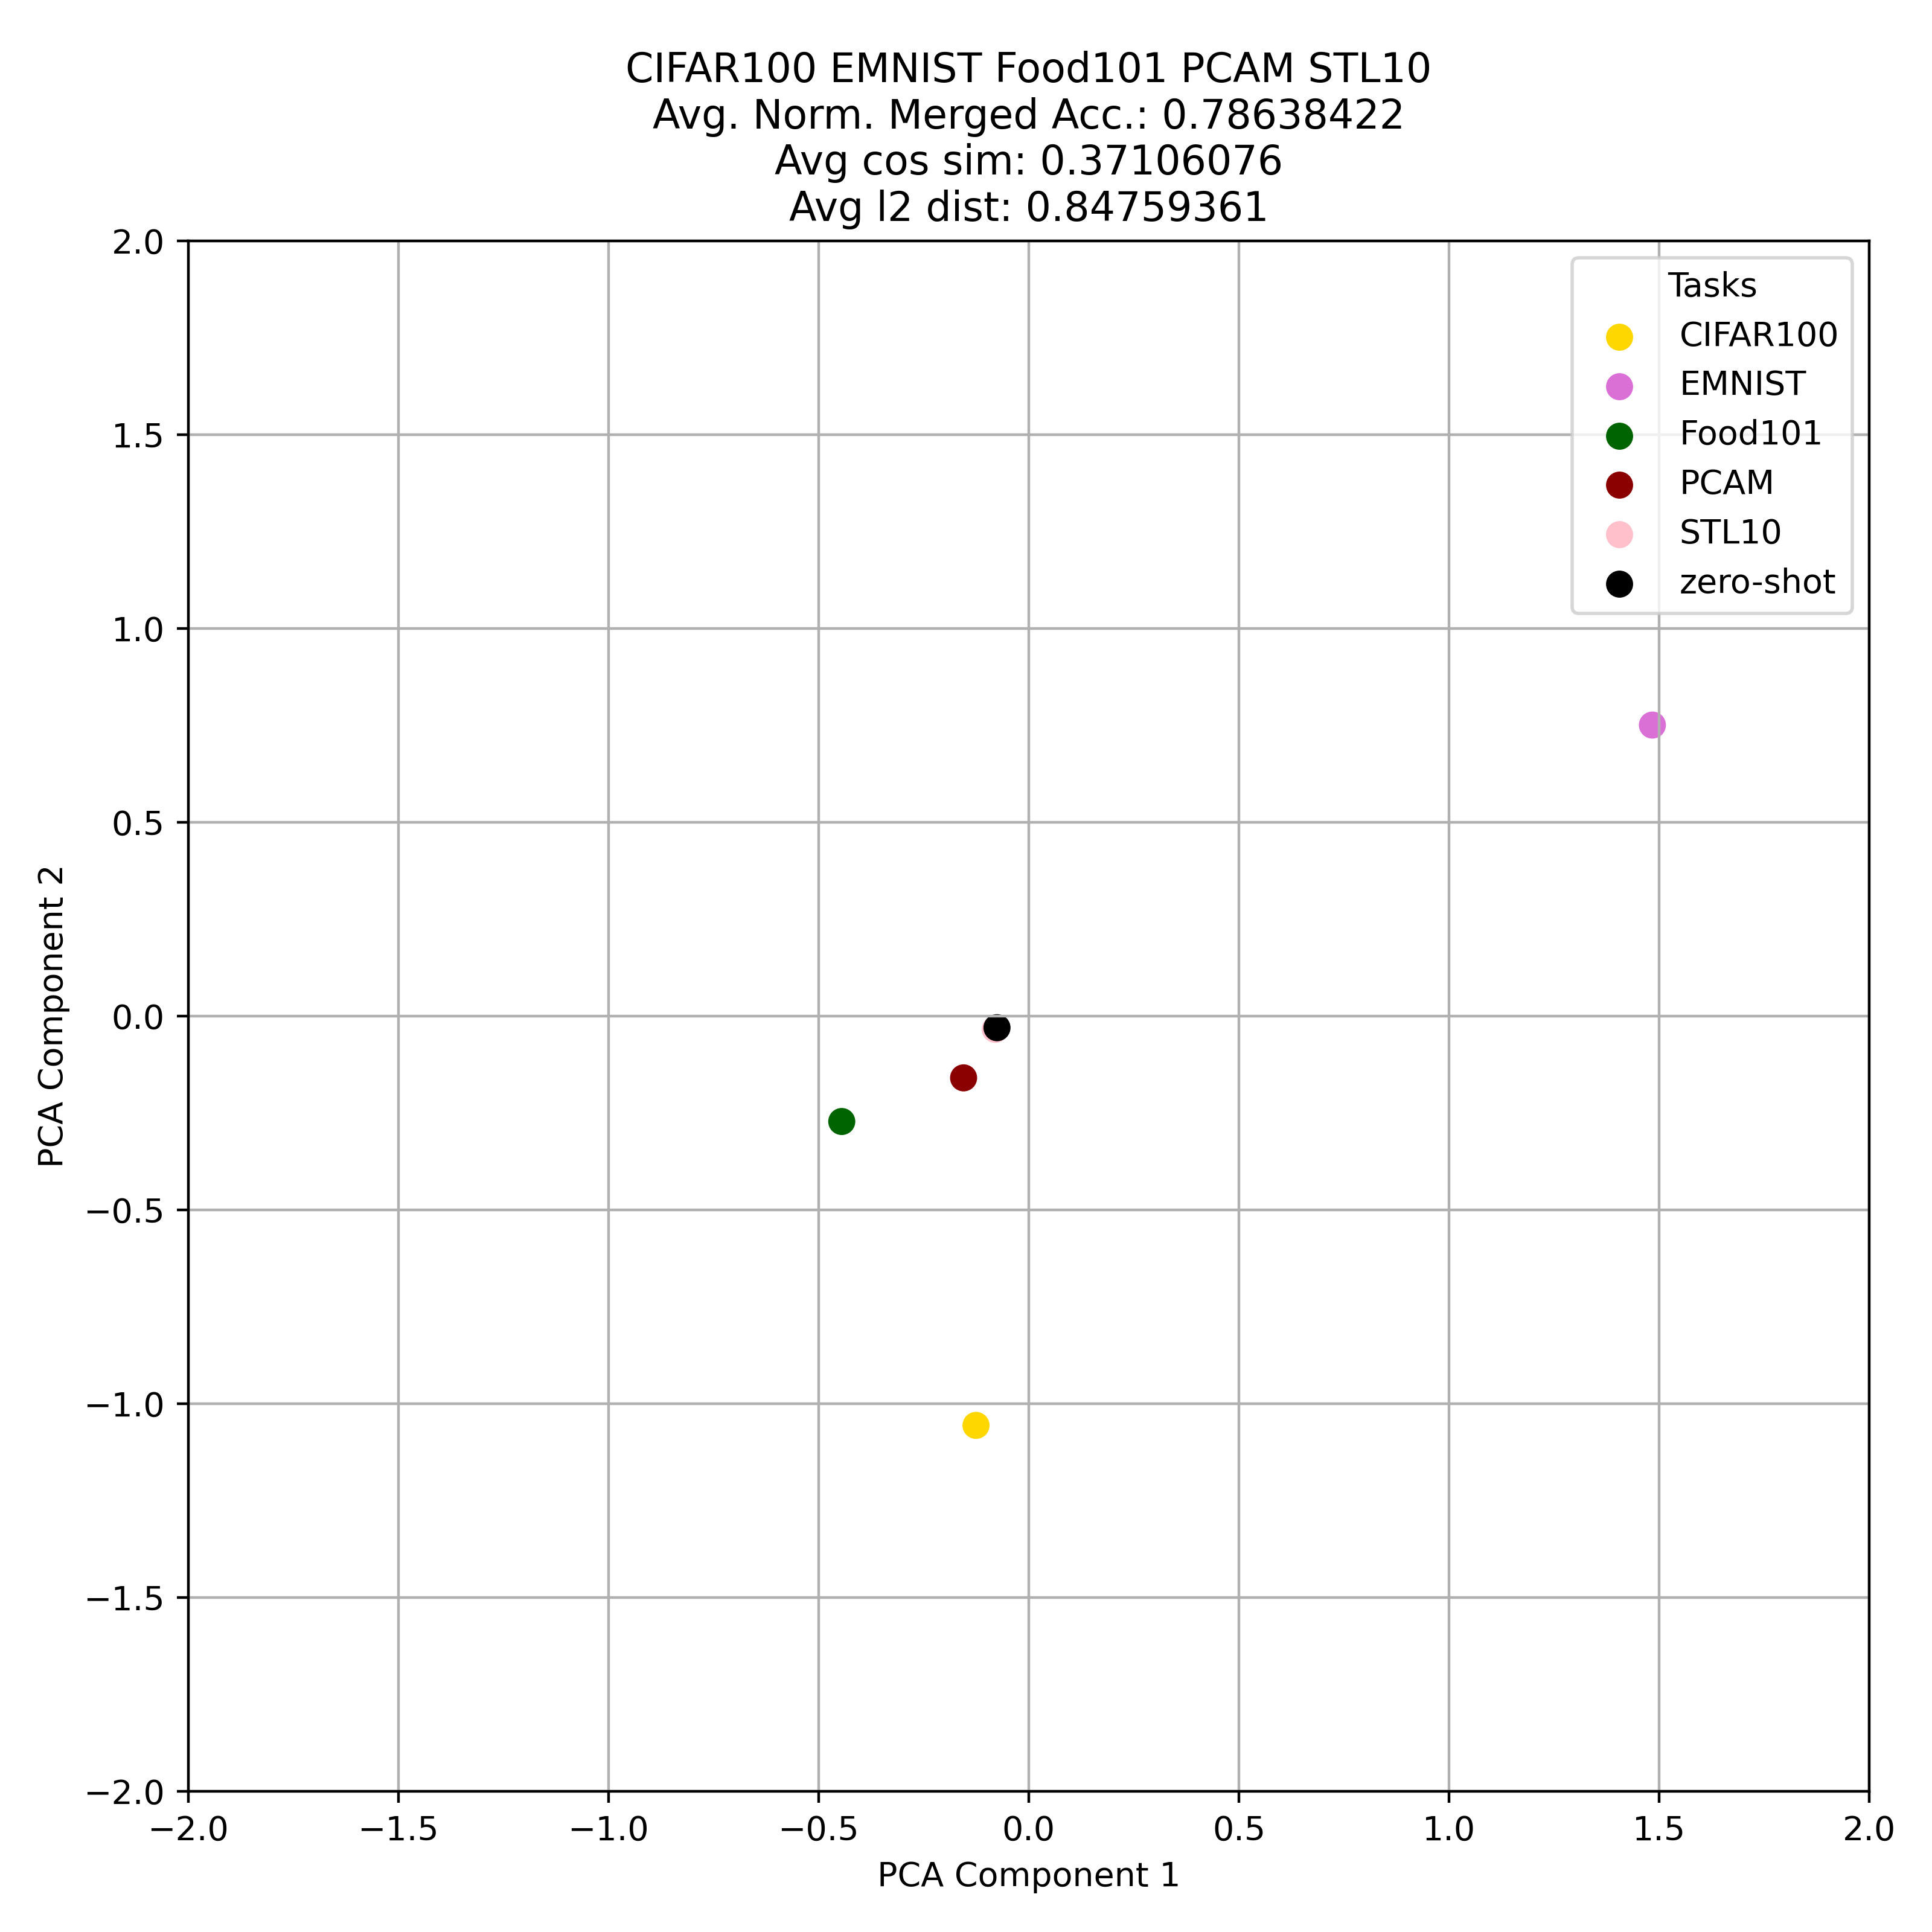 CIFAR100 EMNIST Food101 PCAM STL10
Avg. Norm. Merged Acc.: 0.78638422
Avg cos sim: 0.37106076
Avg l2 dist: 0.84759361
Tasks
CIFAR100
EMNIST
Food101
PCAM
STL10
zero-shot
2.0
1.5
1.0
0.5
0.0
−0.5
−1.0
−1.5
−2.0
PCA Component 2
−2.0 −1.5 −1.0 −0.5 0.0 0.5 1.0 1.5 2.0
PCA Component 1